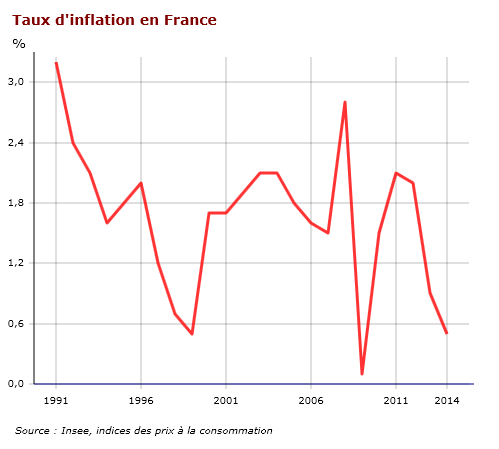 Taux d'inflation en France
%
3,0
2,4
1,8
1,2
0,6
0,0
1991 1996 2001 2006 2011 2014
Source : Insee, indices des prix à la consommation